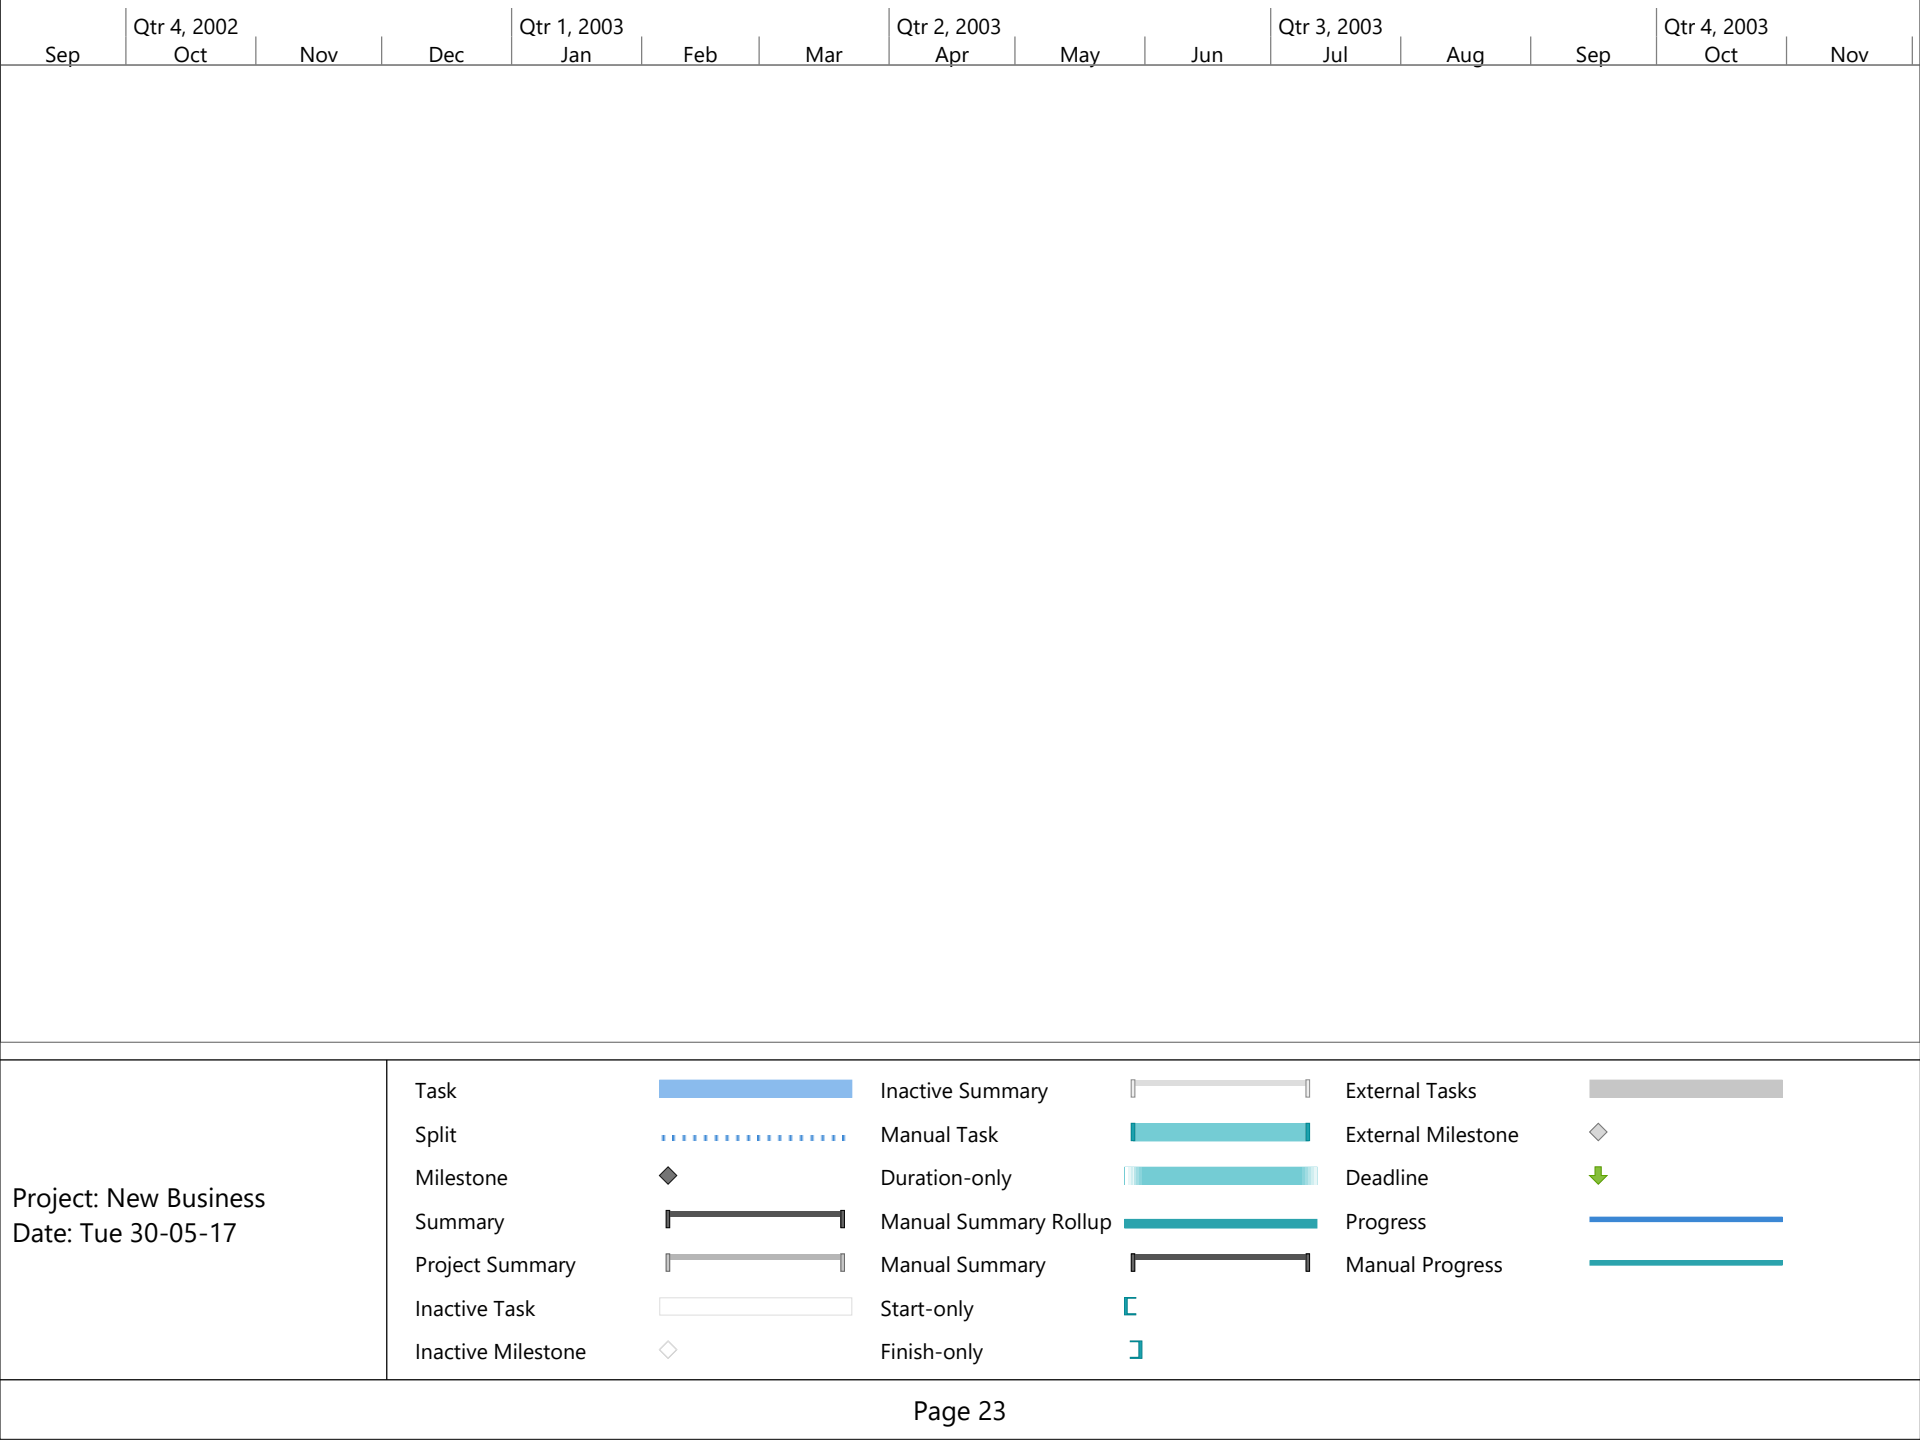 Qtr 4, 2002 Qtr 1, 2003 Qtr 2, 2003 Qtr 3, 2003 Qtr 4, 2003
Sep Oct Nov Dec Jan Feb Mar Apr May Jun Jul Aug Sep Oct Nov
Project: New Business
Date: Tue 30-05-17
Task
Split
Milestone
Summary
Project Summary
Inactive Task
Inactive Milestone
Inactive Summary
Manual Task
Duration-only
Manual Summary Rollup
Manual Summary
Start-only
Finish-only
External Tasks
External Milestone
Deadline
Progress
Manual Progress
Page 23